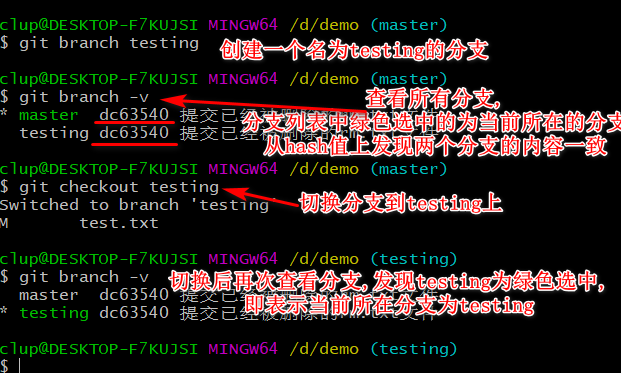 clup@DESKTOP-F7KUJSI MINGW64 /d/demo (master)
$ git branch testing
创建一个名为testing的分支
clup@DESKTOP-F7KUJSI MINGW64 /d/demo (master)
$ git branch -v
查看所有分支,
* master dc63540 提交已经
分支列表中绿色选中的为当前所在的分支
testing dc63540 提交已经
从hash值上发现两个分支的内容一致
clup@DESKTOP-F7KUJSI MINGW64 /d/demo (master)
$ git checkout testing
Switched to branch 'testing'
切换分支到testing上
M test.txt
clup@DESKTOP-F7KUJSI MINGW64 /d/demo (testing)
$ git branch -v
切换后再次查看分支,发现testing为绿色选中,
master dc63540 提交已经
即表示当前所在分支为testing
* testing dc63540 提交已经被删除的 文件
clup@DESKTOP-F7KUJSI MINGW64 /d/demo (testing)
$